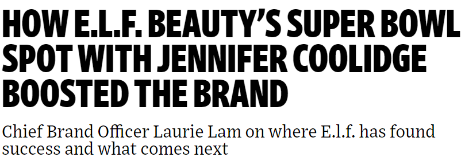 HOW E.L.F. BEAUTY'S SUPER BOWL
SPOT WITH JENNIFER COOLIDGE
BOOSTED THE BRAND
Chief Brand Officer Laurie Lam on where E.l.f. has found
success and what comes next